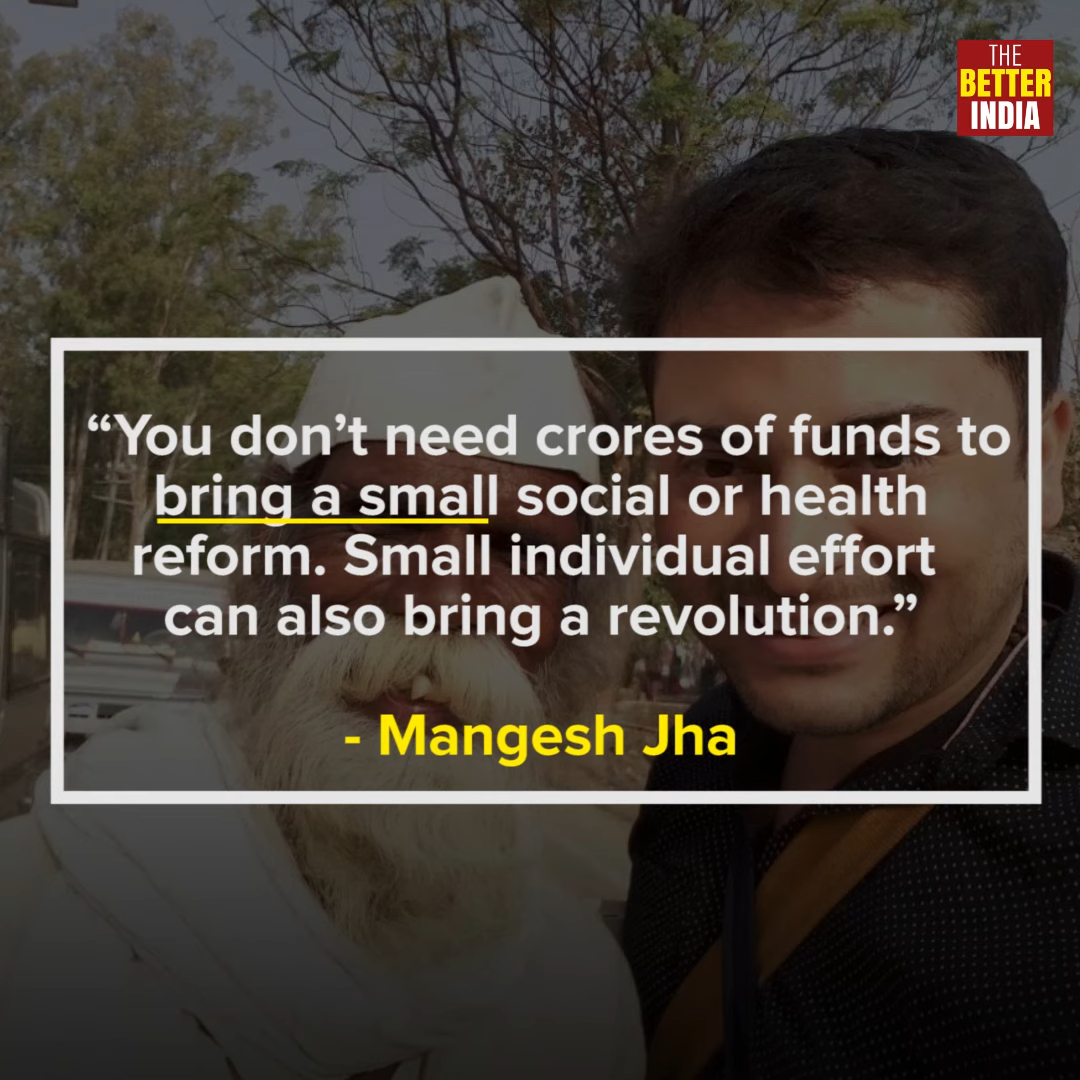 THE
BETTER
INDIA
“You don’t need crores of funds to
bring a small social or health
reform. Small individual effort
can also bring a revolution.”
- Mangesh Jha